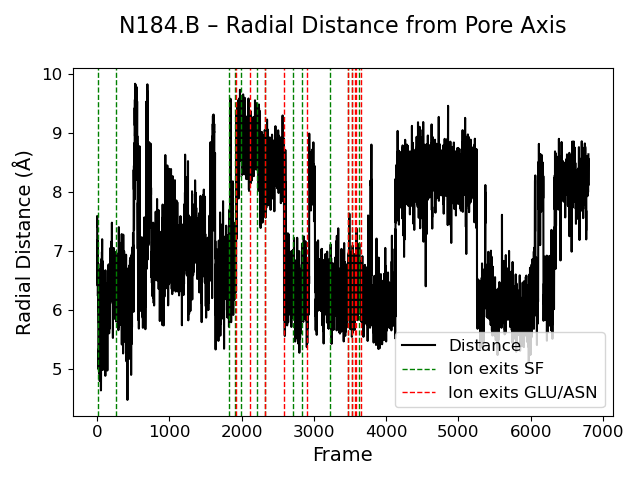 N184.B – Radial Distance from Pore Axis
10
9
8
7
6
5
Radial Distance (Å)
0
1000
2000
3000
4000
5000
6000
7000
Frame
Distance
Ion exits SF
Ion exits GLU/ASN